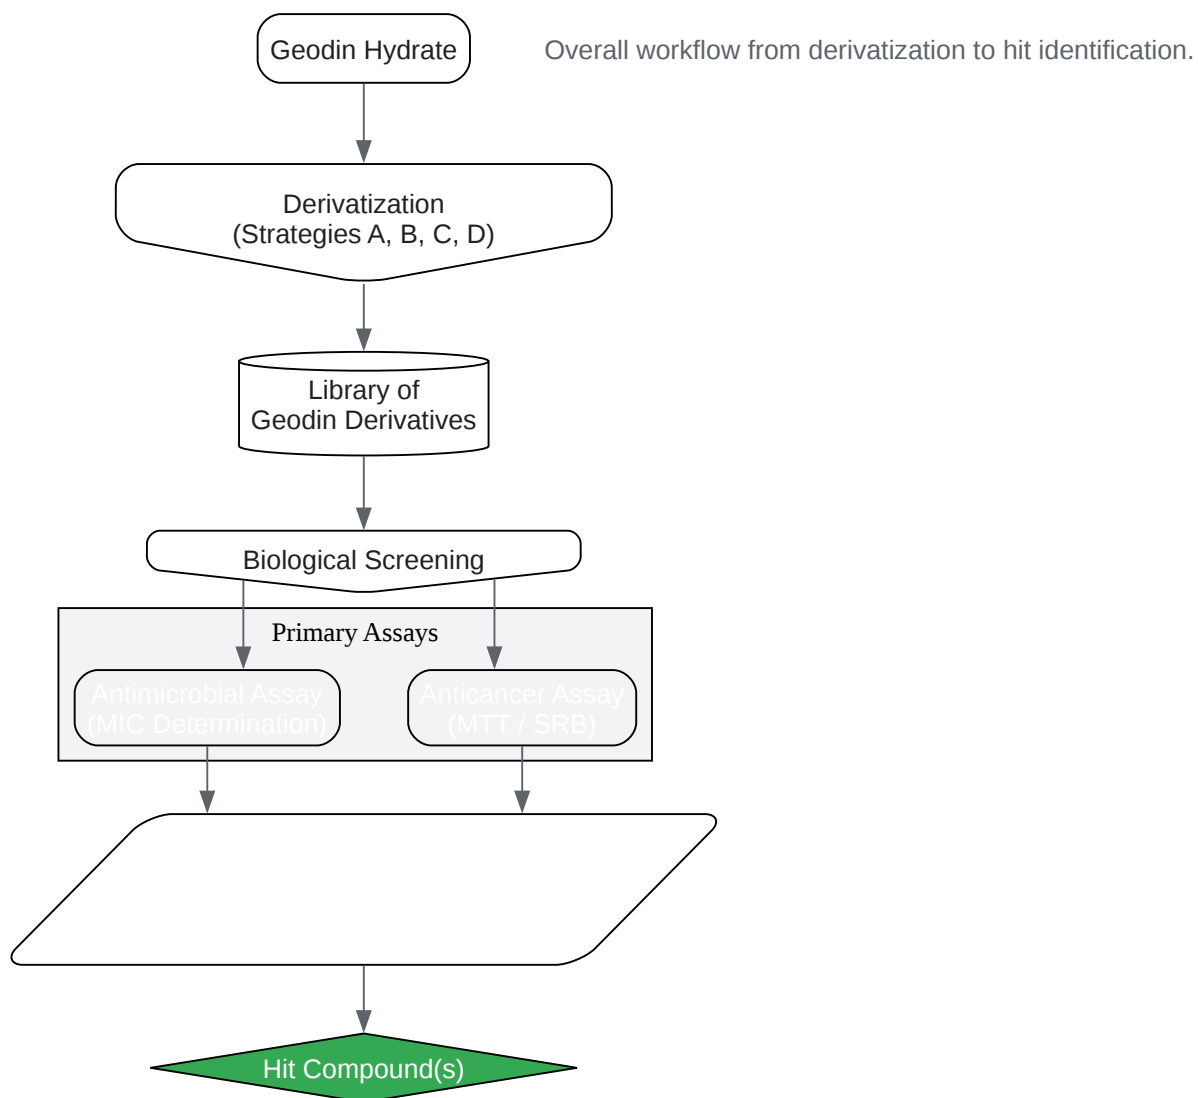 Geodin Hydrate
Overall workflow from derivatization to hit identification.
Derivatization
(Strategies A, B, C, D)
Library of
Geodin Derivatives
Biological Screening
Primary Assays
Antimicrobial Assay
(MIC Determination)
Anticancer Assay
(MTT / SRB)
Hit Compound(s)